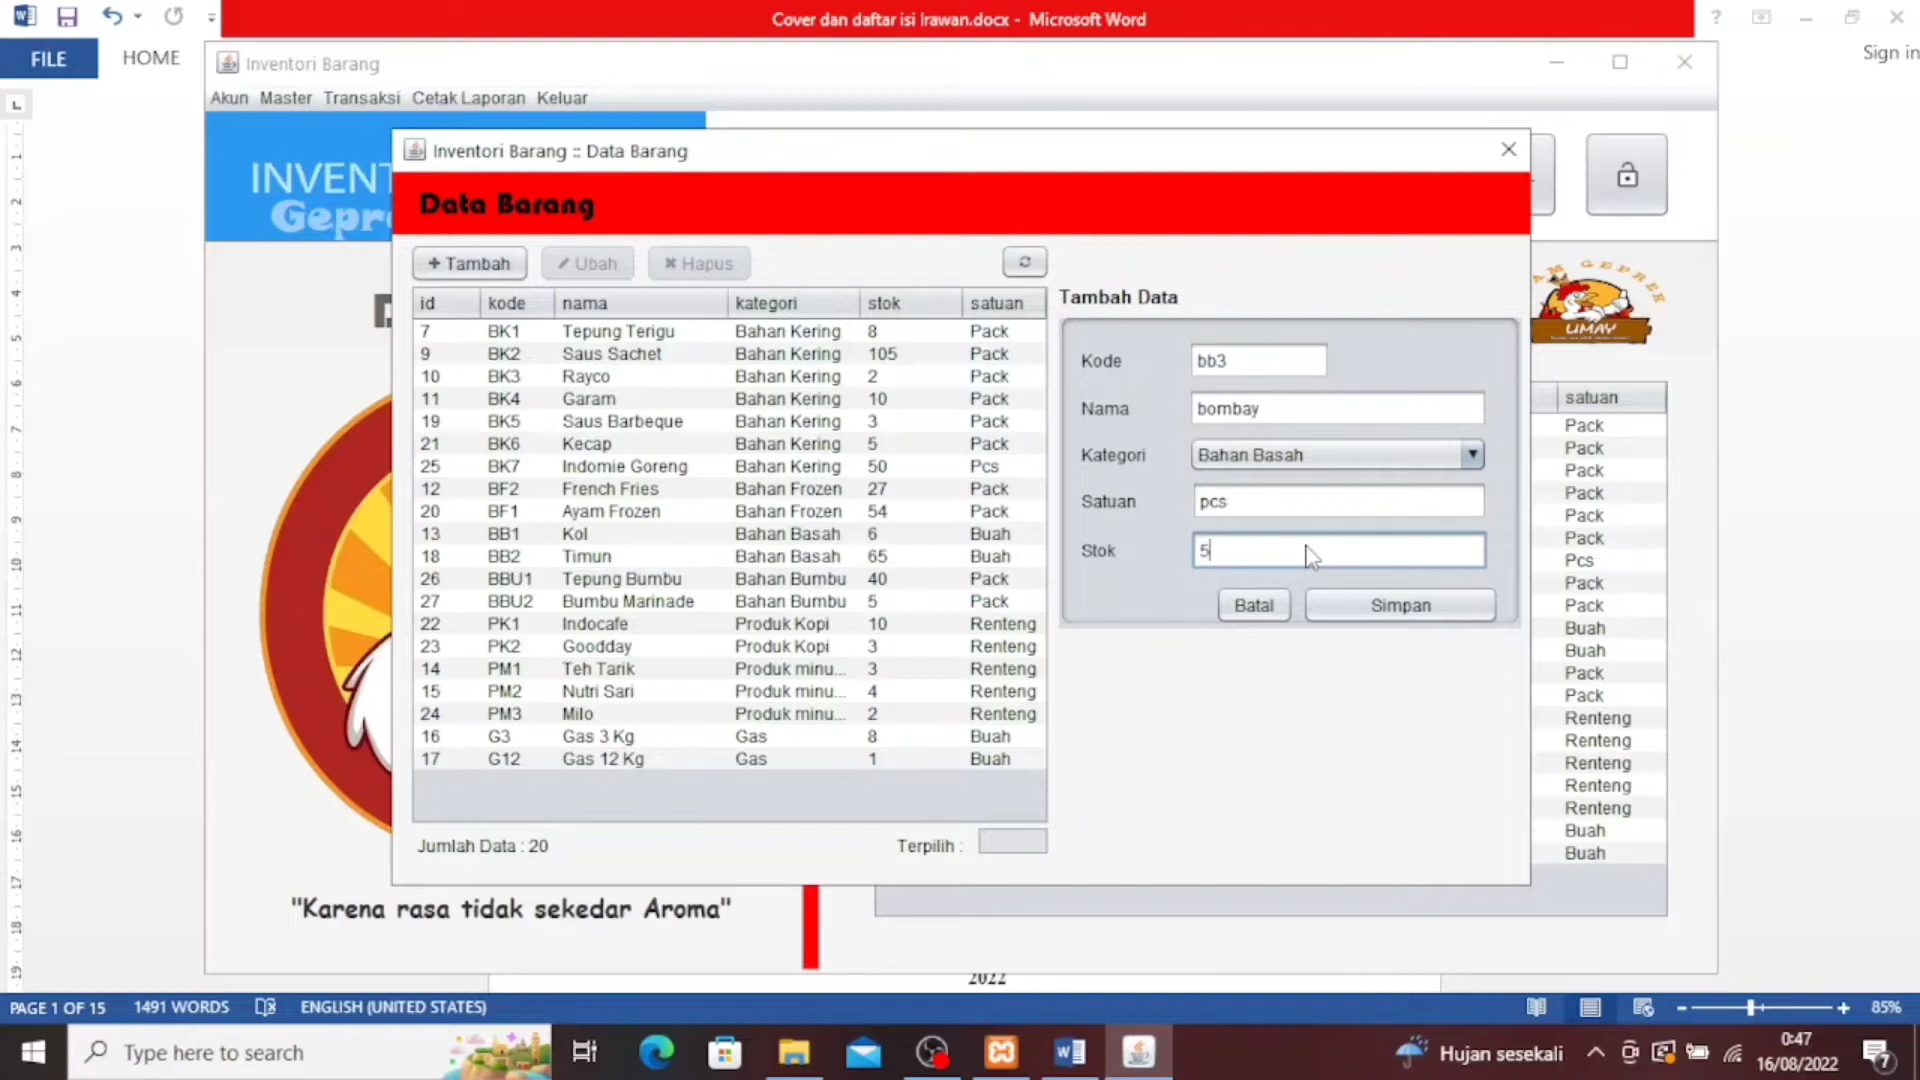 Cover dan daftar isi Irawan.docx - Microsoft Word
FILE
HOME
Sign in
Inventori Barang
Akun Master Transaksi Cetak Laporan Keluar
INVENT
Gepr
Inventori Barang :: Data Barang
Data Barang
Tambah
Ubah
Hapus
id kode nama kategori stok satuan
7 BK1 Tepung Terigu Bahan Kering 8 Pack
9 BK2 Saus Sachet Bahan Kering 105 Pack
10 BK3 Rayco Bahan Kering 2 Pack
11 BK4 Garam Bahan Kering 10 Pack
19 BK5 Saus Barbeque Bahan Kering 3 Pack
21 BK6 Kecap Bahan Kering 5 Pack
25 BK7 Indomie Goreng Bahan Kering 50 Pcs
12 BF2 French Fries Bahan Frozen 27 Pack
20 BF1 Ayam Frozen Bahan Frozen 54 Pack
13 BB1 Kol Bahan Basah 6 Buah
18 BB2 Timun Bahan Basah 65 Buah
26 BBU1 Tepung Bumbu Bahan Bumbu 40 Pack
27 BBU2 Bumbu Marinade Bahan Bumbu 5 Pack
22 PK1 Indocafe Produk Kopi 10 Renteng
23 PK2 Goodday Produk Kopi 3 Renteng
14 PM1 Teh Tarik Produk minu... 3 Renteng
15 PM2 Nutri Sari Produk minu... 4 Renteng
24 PM3 Milo Produk minu... 2 Renteng
16 G3 Gas 3 Kg Gas 8 Buah
17 G12 Gas 12 Kg Gas 1 Buah
Jumlah Data : 20
Terpilih :
Tambah Data
Kode bb3
Nama bombay
Kategori Bahan Basah
Satuan pcs
Stok 5
Batal
Simpan
AM GEPREK
UMAY
satuan
Pack
Pack
Pack
Pack
Pack
Pack
Pcs
Pack
Pack
Buah
Buah
Pack
Pack
Renteng
Renteng
Renteng
Renteng
Renteng
Buah
Buah
"Karena rasa tidak sekedar Aroma"
2022
PAGE 1 OF 15 1491 WORDS ENGLISH (UNITED STATES)
85%
Type here to search
Hujan sesekali
0:47
16/08/2022
7